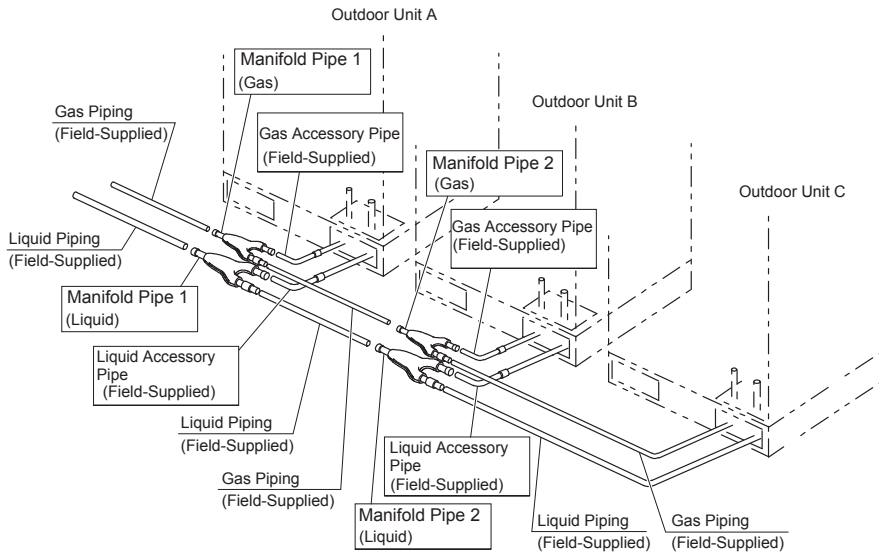 Outdoor Unit A
Manifold Pipe 1
(Gas)
Outdoor Unit B
Gas Piping
(Field-Supplied)
Gas Accessory Pipe
(Field-Supplied)
Manifold Pipe 2
(Gas)
Outdoor Unit C
Gas Accessory Pipe
(Field-Supplied)
Liquid Piping
(Field-Supplied)
Manifold Pipe 1
(Liquid)
Liquid Accessory
Pipe
(Field-Supplied)
Liquid Piping
(Field-Supplied)
Gas Piping
(Field-Supplied)
Liquid Accessory
Pipe
(Field-Supplied)
Manifold Pipe 2
(Liquid)
Liquid Piping
(Field-Supplied)
Gas Piping
(Field-Supplied)